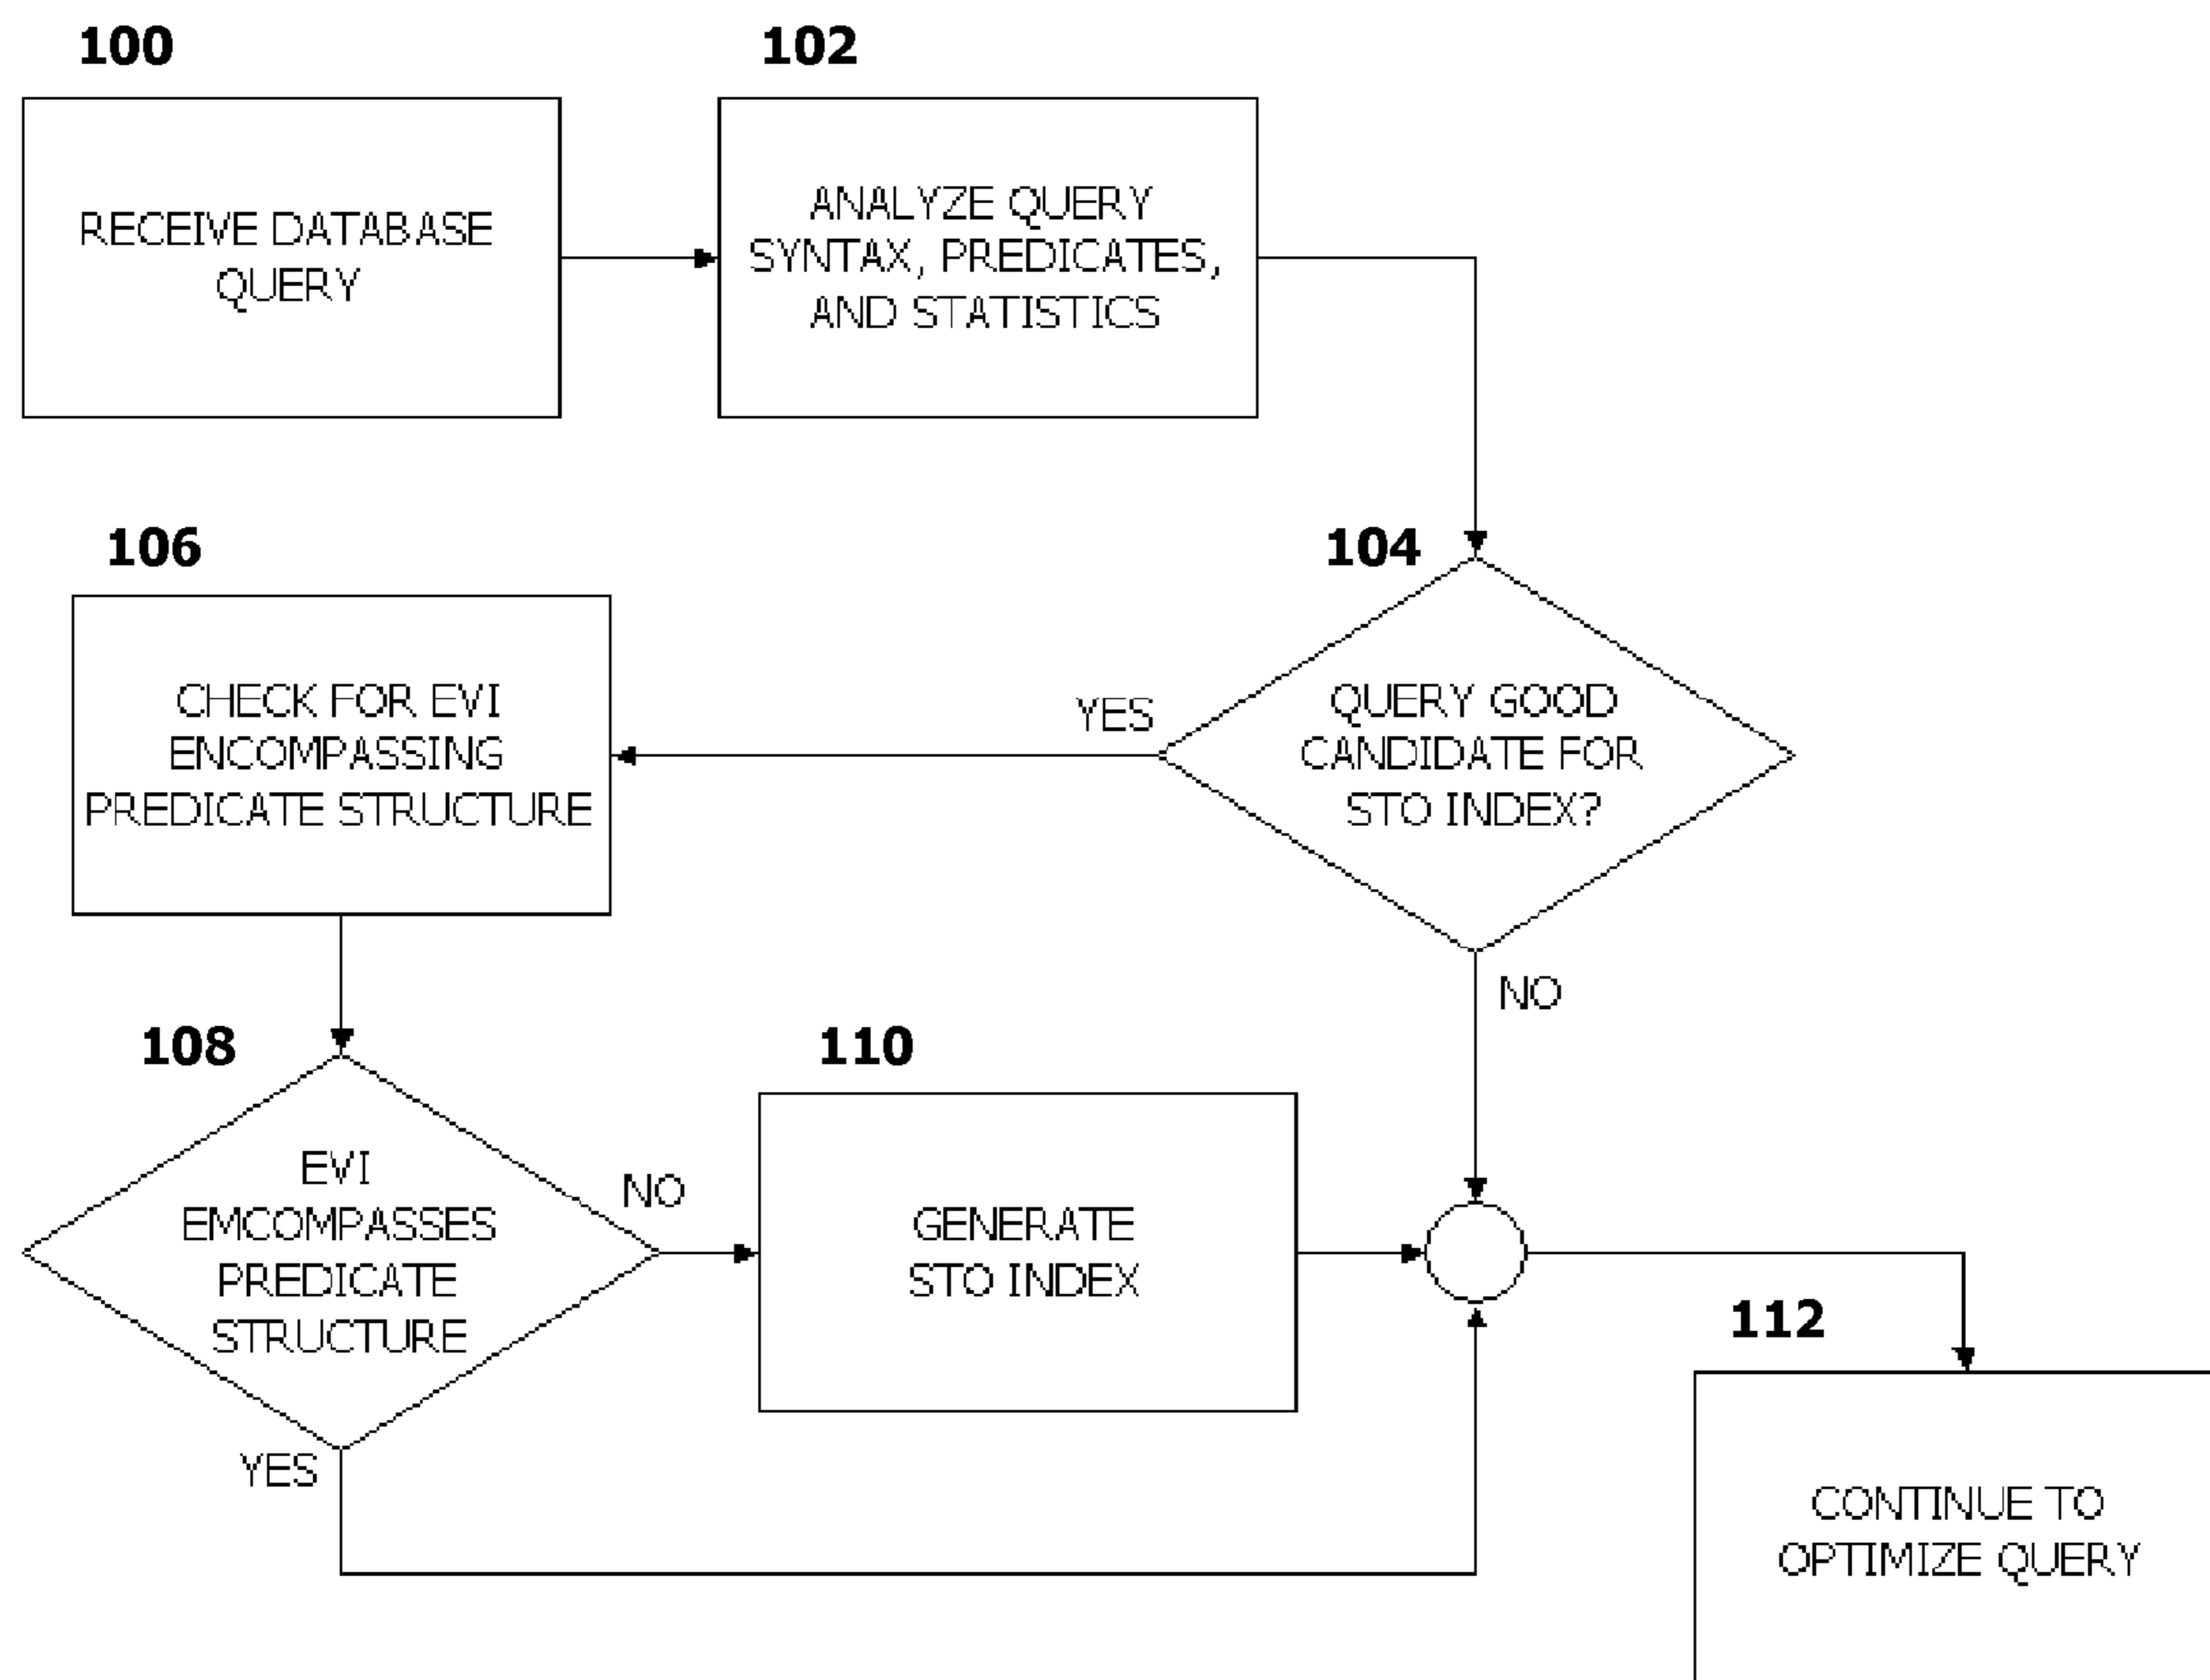 100
RECEIVE DATABASE
QUERY
102
ANALYZE QUERY
SYNTAX, PREDICATES,
AND STATISTICS
104
QUERY GOOD
CANDIDATE FOR
STO INDEX?
YES
NO
106
CHECK FOR EVI
ENCOMPASSING
PREDICATE STRUCTURE
108
EVI
EMCOMPASSES
PREDICATE
STRUCTURE
NO
YES
110
GENERATE
STO INDEX
112
CONTINUE TO
OPTIMIZE QUERY